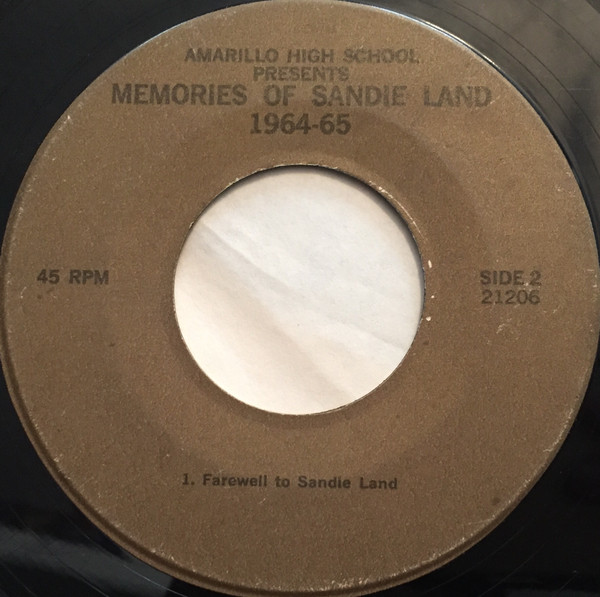 AMARILLO HIGH SCHOOL
PRESENTS
MEMORIES OF SANDIE LAND
1964-65
45 RPM
SIDE 2
21206
1. Farewell to Sandie Land